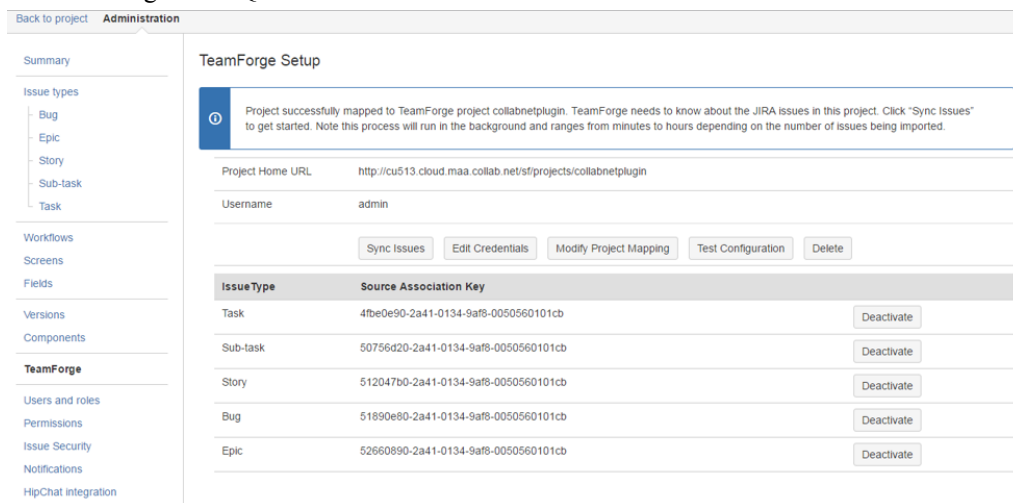 Back to project Administration
Summary
Issue types
Bug
Epic
Story
Sub-task
Task
Workflows
Screens
Fields
Versions
Components
TeamForge
Users and roles
Permissions
Issue Security
Notifications
HipChat integration
TeamForge Setup
Project successfully mapped to TeamForge project collabnetplugin. TeamForge needs to know about the JIRA issues in this project. Click "Sync Issues"
to get started. Note this process will run in the background and ranges from minutes to hours depending on the number of issues being imported.
Project Home URL http://cu513.cloud.maa.collab.net/sf/projects/collabnetplugin
Username admin
Sync Issues Edit Credentials Modify Project Mapping Test Configuration Delete
IssueType Source Association Key
Task 4fbe0e90-2a41-0134-9af8-0050560101cb Deactivate
Sub-task 50756d20-2a41-0134-9af8-0050560101cb Deactivate
Story 512047b0-2a41-0134-9af8-0050560101cb Deactivate
Bug 51890e80-2a41-0134-9af8-0050560101cb Deactivate
Epic 52660890-2a41-0134-9af8-0050560101cb Deactivate